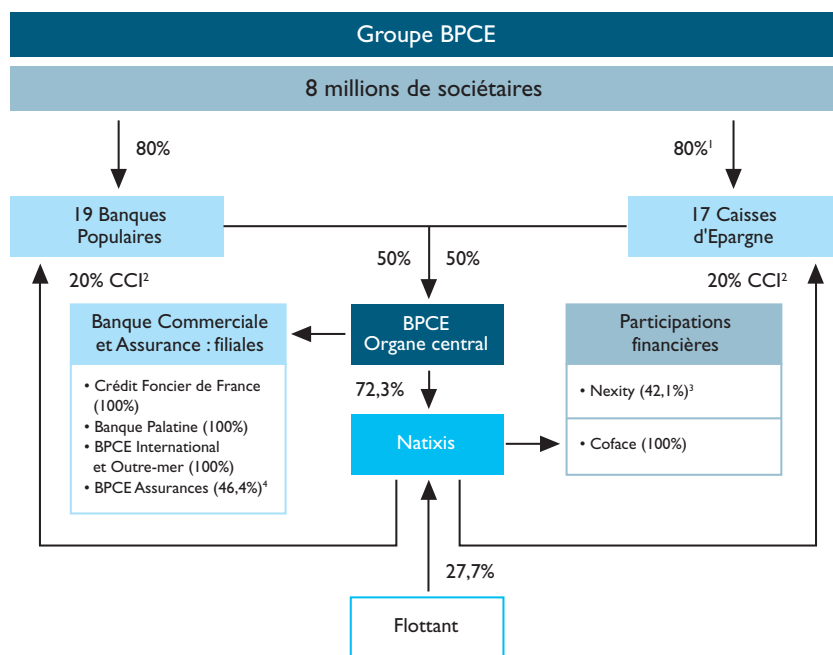 Groupe BPCE
8 millions de sociétaires
80%
80%¹
19 Banques
Populaires
17 Caisses
d'Epargne
50%
50%
20% CCI²
20% CCI²
Banque Commerciale
et Assurance : filiales
• Crédit Foncier de France
(100%)
• Banque Palatine (100%)
• BPCE International
et Outre-mer (100%)
• BPCE Assurances (46,4%)⁴
BPCE
Organe central
Participations
financières
• Nexity (42,1%)³
• Coface (100%)
72,3%
Natixis
27,7%
Flottant